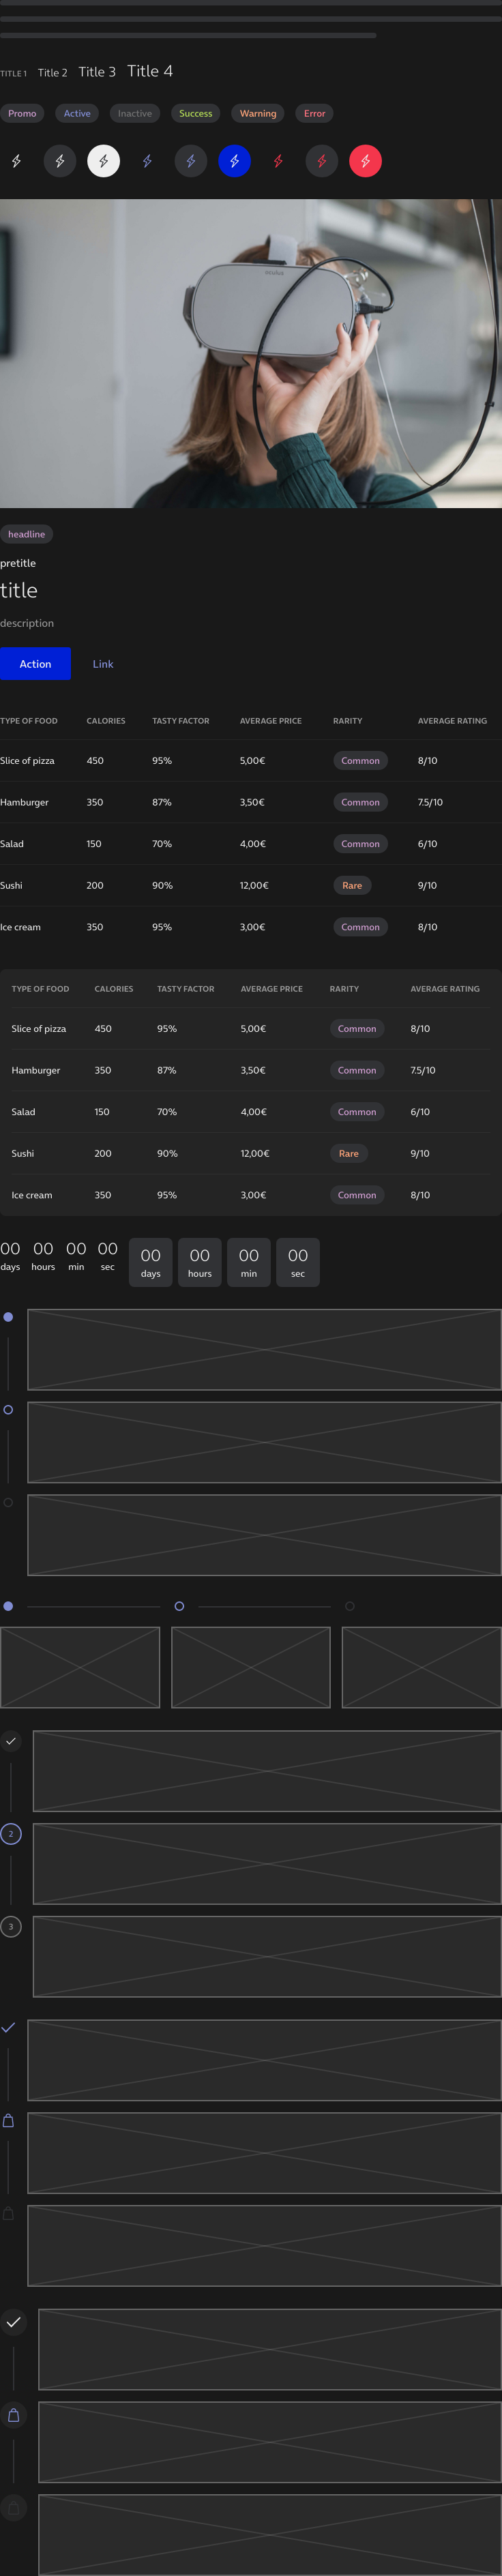 TITLE 1 Title 2 Title 3 Title 4
Promo Active Inactive Success Warning Error
oculus
headline
pretitle
title
description
Action Link
TYPE OF FOOD CALORIES TASTY FACTOR AVERAGE PRICE RARITY AVERAGE RATING
Slice of pizza 450 95% 5,00€ Common 8/10
Hamburger 350 87% 3,50€ Common 7.5/10
Salad 150 70% 4,00€ Common 6/10
Sushi 200 90% 12,00€ Rare 9/10
Ice cream 350 95% 3,00€ Common 8/10
TYPE OF FOOD CALORIES TASTY FACTOR AVERAGE PRICE RARITY AVERAGE RATING
Slice of pizza 450 95% 5,00€ Common 8/10
Hamburger 350 87% 3,50€ Common 7.5/10
Salad 150 70% 4,00€ Common 6/10
Sushi 200 90% 12,00€ Rare 9/10
Ice cream 350 95% 3,00€ Common 8/10
00 00 00 00 00 00 00 00
days hours min sec days hours min sec
2
3